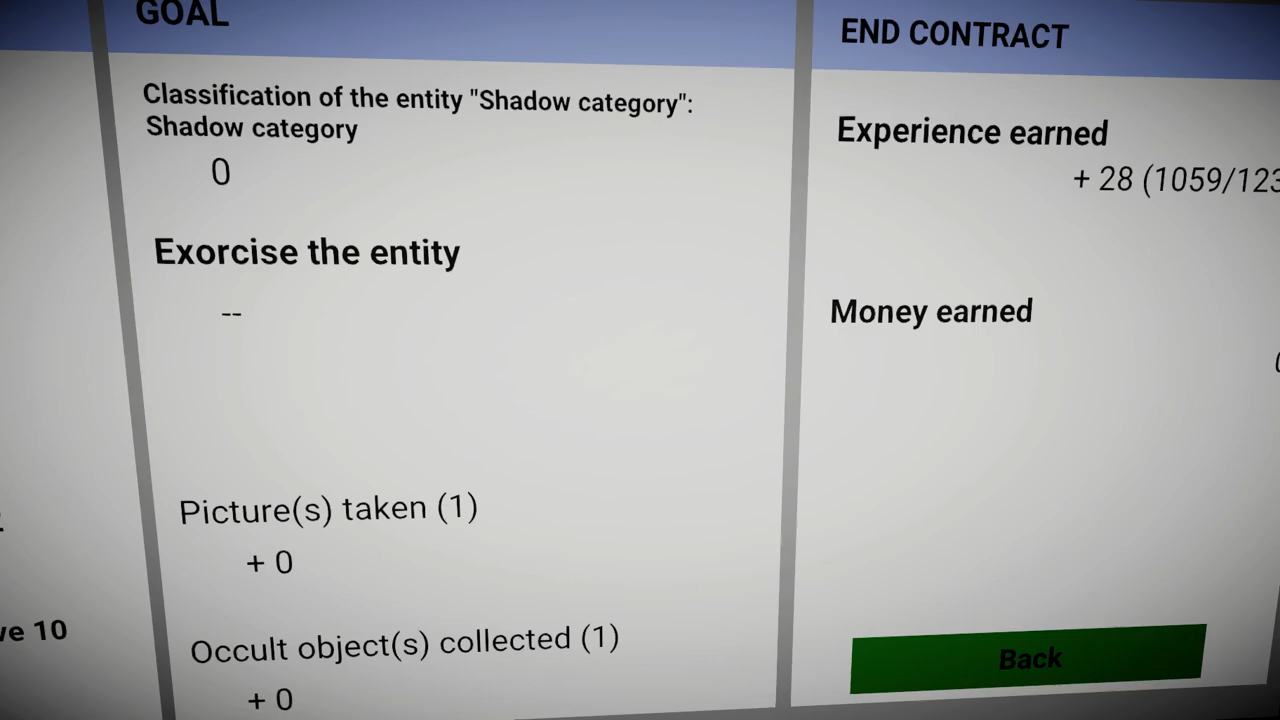 GOAL
Classification of the entity "Shadow category":
Shadow category
0
Exorcise the entity
--
Picture(s) taken (1)
+ 0
Occult object(s) collected (1)
+ 0
10
END CONTRACT
Experience earned
+ 28 (1059/123
Money earned
Back